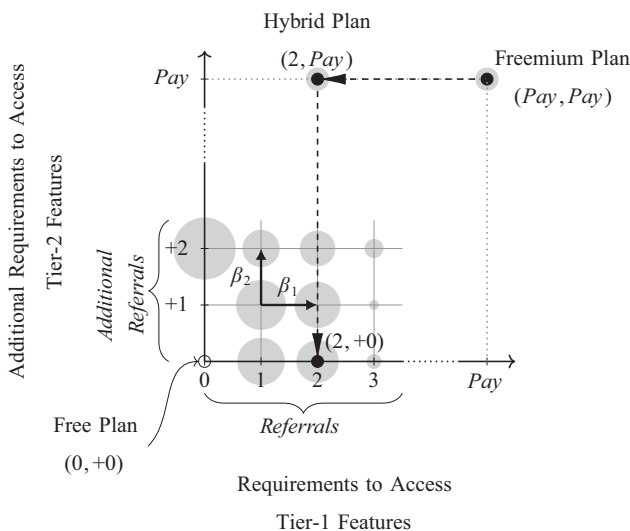 Hybrid Plan
(2, Pay)
Freemium Plan
(Pay, Pay)
Pay
Additional Requirements to Access
Tier-2 Features
Additional
Referrals
+2
+1
β2
β1
(2, +0)
0
1
2
3
Pay
Referrals
Free Plan
(0, +0)
Requirements to Access
Tier-1 Features